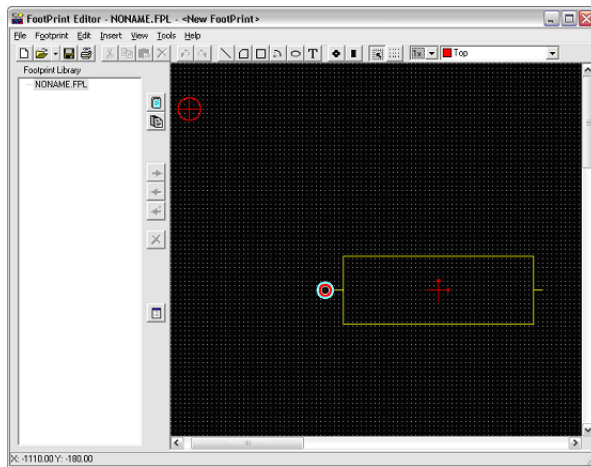 FootPrint Editor - NONAME.FPL - <New FootPrint>
File Footprint Edit Insert View Tools Help
T 1x Top
Footprint Library
NONAME.FPL
X: -1110.00 Y: -180.00